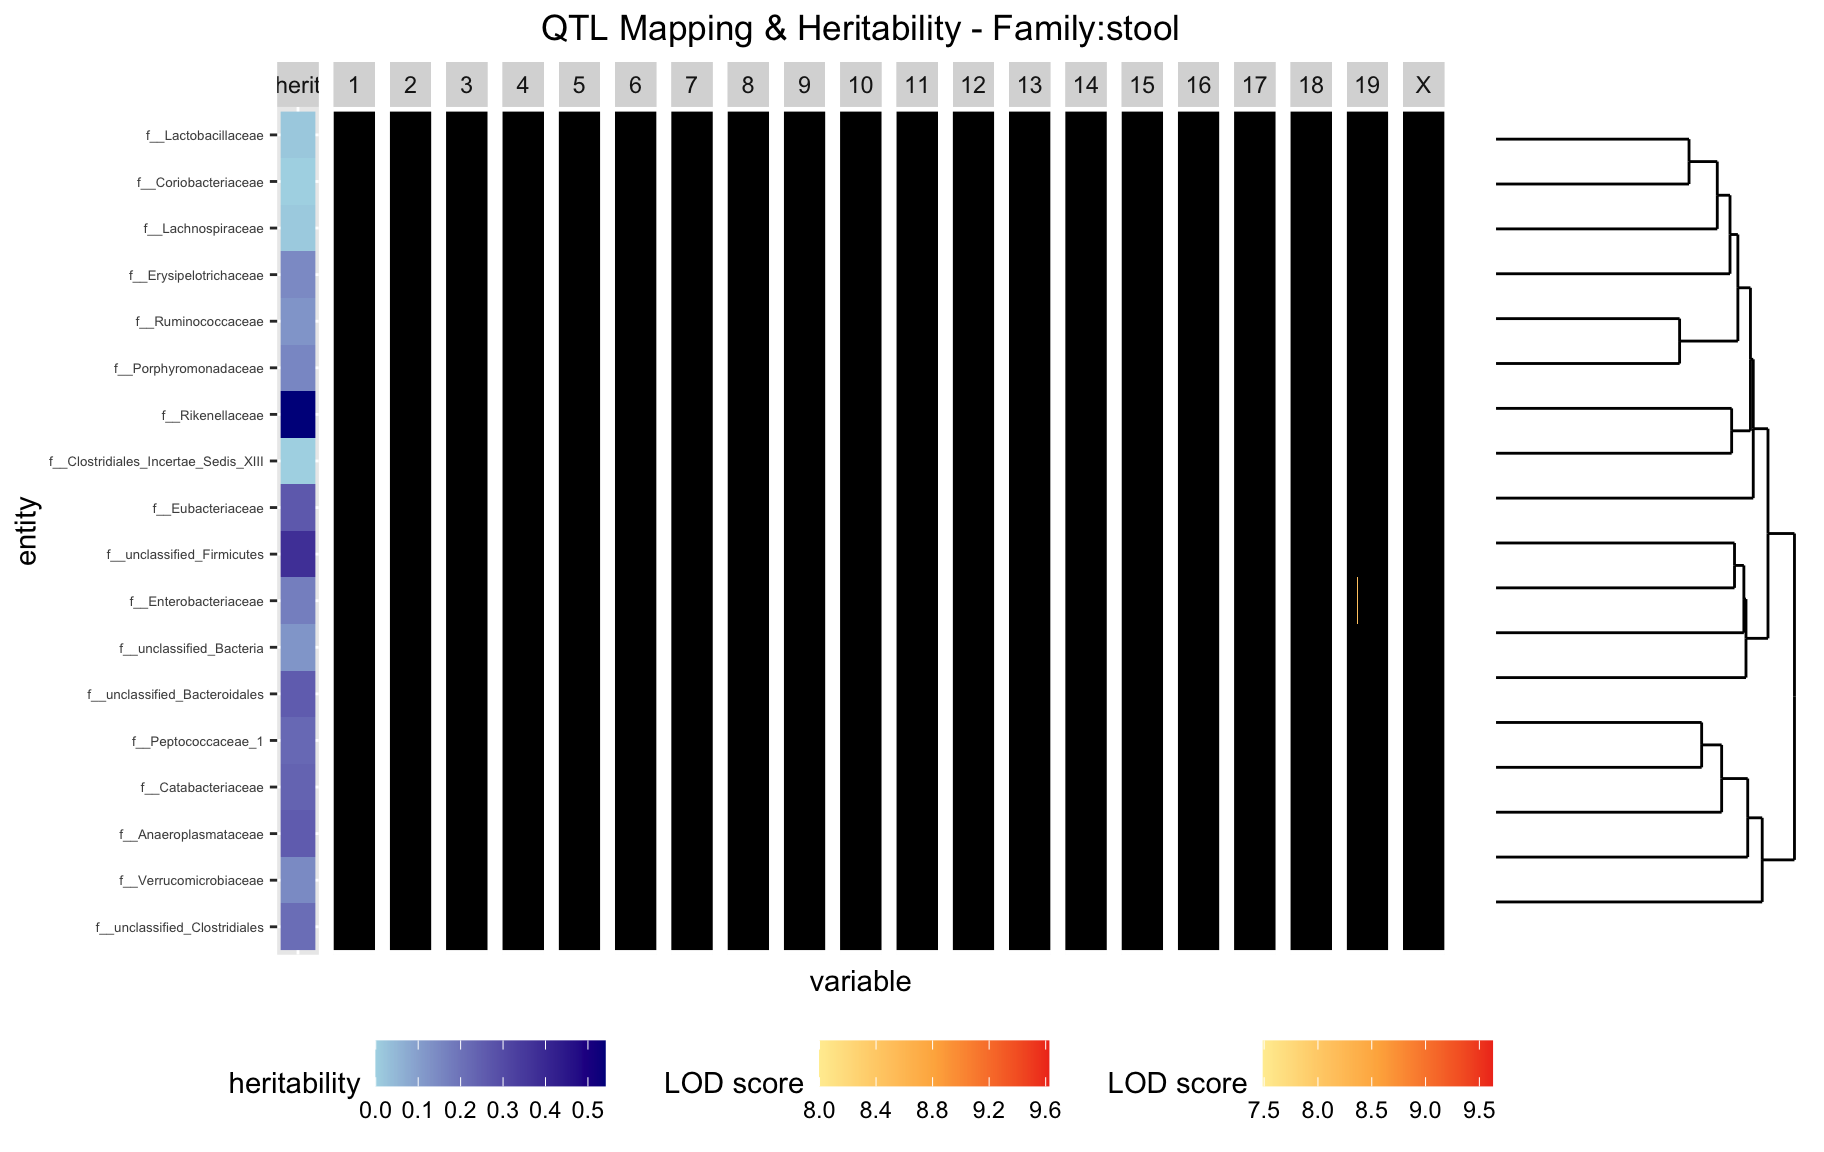 QTL Mapping & Heritability - Family:stool
herit 1 2 3 4 5 6 7 8 9 10 11 12 13 14 15 16 17 18 19 X
f__Lactobacillaceae
f__Coriobacteriaceae
f__Lachnospiraceae
f__Erysipelotrichaceae
f__Ruminococcaceae
f__Porphyromonadaceae
f__Rikenellaceae
f__Clostridiales_Incertae_Sedis_XIII
f__Eubacteriaceae
f__unclassified_Firmicutes
f__Enterobacteriaceae
f__unclassified_Bacteria
f__unclassified_Bacteroidales
f__Peptococcaceae_1
f__Catabacteriaceae
f__Anaeroplasmataceae
f__Verrucomicrobiaceae
f__unclassified_Clostridiales
entity
variable
heritability
0.0 0.1 0.2 0.3 0.4 0.5
LOD score
8.0 8.4 8.8 9.2 9.6
LOD score
7.5 8.0 8.5 9.0 9.5